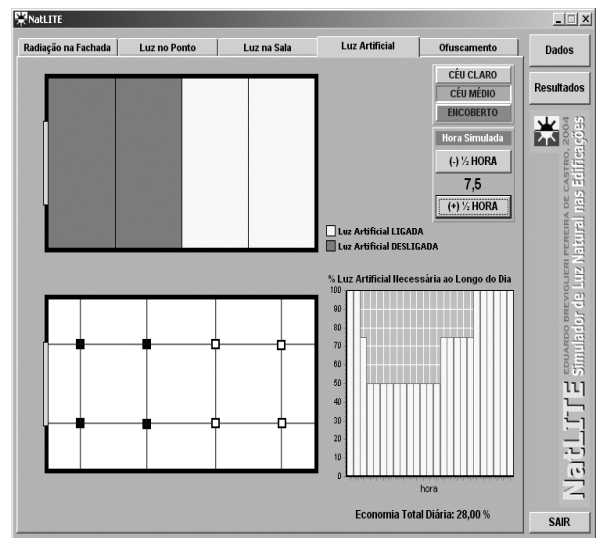 NatLITE
Radiação na Fachada
Luz no Ponto
Luz na Sala
Luz Artificial
Ofuscamento
Dados
Resultados
CÉU CLARO
CÉU MÉDIO
ENCOBERTO
Hora Simulada
(-) ½ HORA
7,5
(+) ½ HORA
Luz Artificial LIGADA
Luz Artificial DESLIGADA
% Luz Artificial Necessária ao Longo do Dia
100
90
80
70
60
50
40
30
20
10
0
hora
Economia Total Diária: 28,00 %
NatLITE
EDUARDO BREVIGLIERI PEREIRA DE CASTRO, 2004
Simulador de Luz Natural nas Edificações
SAIR